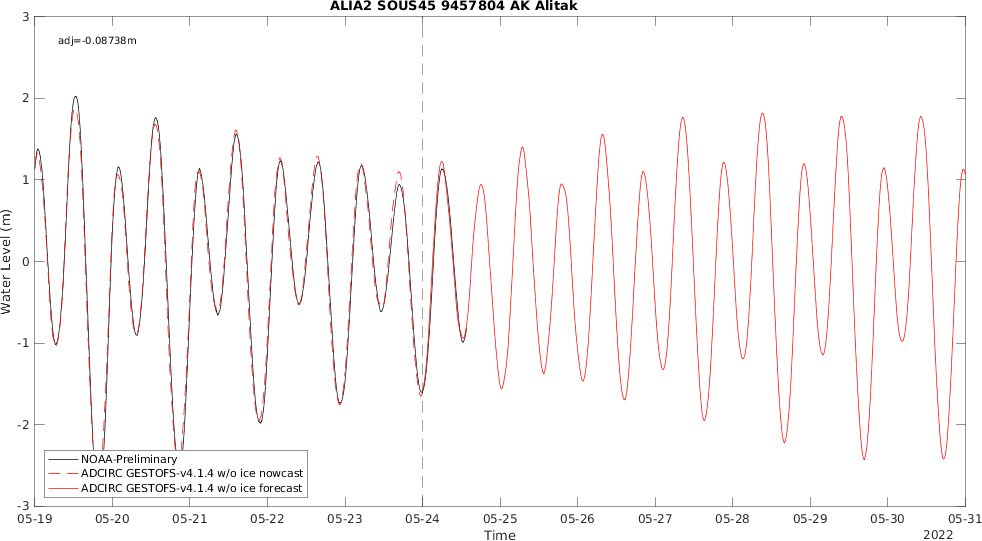 ALIA2 SOUS45 9457804 AK Alitak
adj=-0.08738m
3
2
1
0
-1
-2
-3
Water Level (m)
NOAA-Preliminary
ADCIRC GESTOFS-v4.1.4 w/o ice nowcast
ADCIRC GESTOFS-v4.1.4 w/o ice forecast
05-19 05-20 05-21 05-22 05-23 05-24 05-25 05-26 05-27 05-28 05-29 05-30 05-31
Time
2022